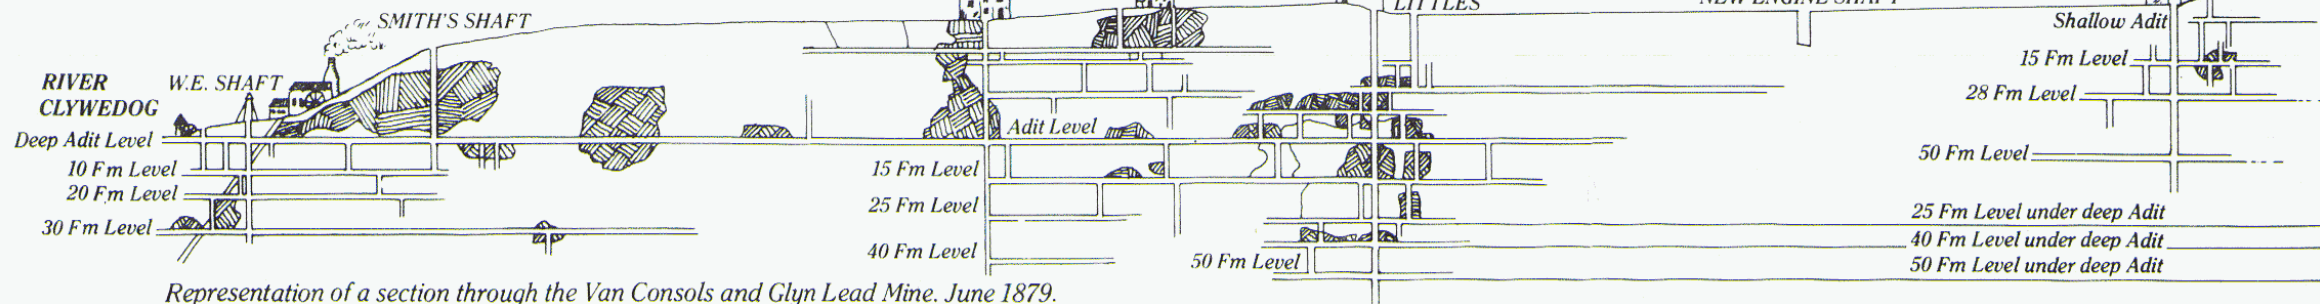 SMITH'S SHAFT
LITTLES
NEW ENGINE SHAFT
Shallow Adit
15 Fm Level
28 Fm Level
50 Fm Level
25 Fm Level under deep Adit
40 Fm Level under deep Adit
50 Fm Level under deep Adit
RIVER
CLYWEDOG
W.E. SHAFT
Deep Adit Level
10 Fm Level
20 Fm Level
30 Fm Level
Adit Level
15 Fm Level
25 Fm Level
40 Fm Level
50 Fm Level
Representation of a section through the Van Consols and Glyn Lead Mine. June 1879.